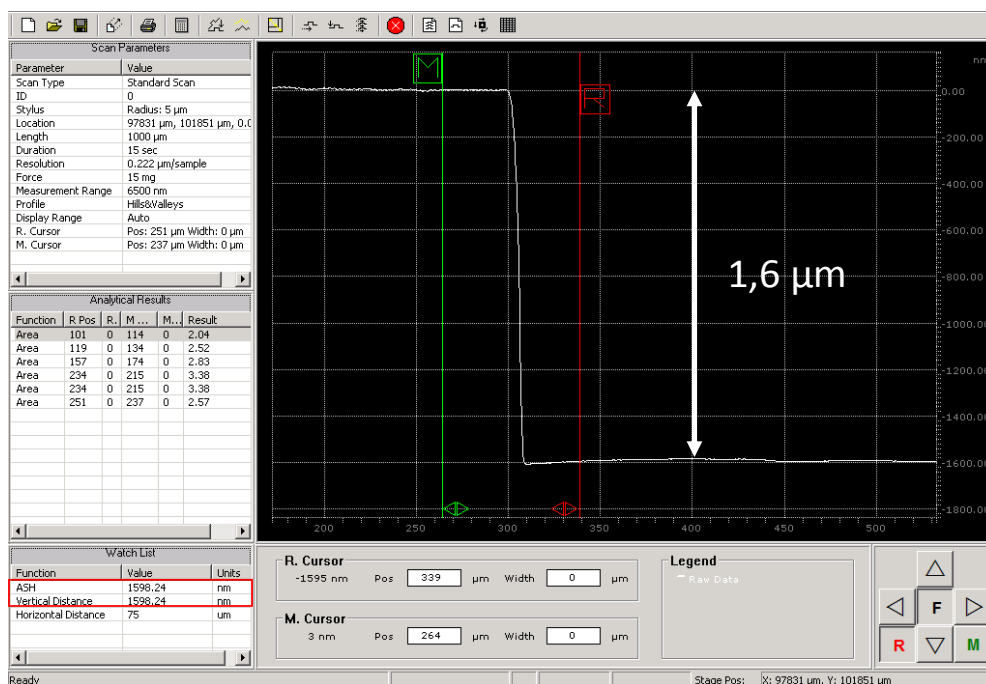 Scan Parameters
Parameter Value
Scan Type Standard Scan
ID 0
Stylus Radius: 5 µm
Location 97831 µm, 101851 µm, 0.0
Length 1000 µm
Duration 15 sec
Resolution 0.222 µm/sample
Force 15 mg
Measurement Range 6500 nm
Profile Hills&Valleys
Display Range Auto
R. Cursor Pos: 251 µm Width: 0 µm
M. Cursor Pos: 237 µm Width: 0 µm
Analytical Results
Function R Pos R. M ... M... Result
Area 101 0 114 0 2.04
Area 119 0 134 0 2.52
Area 157 0 174 0 2.83
Area 234 0 215 0 3.38
Area 234 0 215 0 3.38
Area 251 0 237 0 2.57
Watch List
Function Value Units
ASH 1598.24 nm
Vertical Distance 1598.24 nm
Horizontal Distance 75 um
M
R
1,6 µm
0.00
-200.00
-400.00
-600.00
-800.00
-1000.00
-1200.00
-1400.00
-1600.00
-1800.00
200 250 300 350 400 450 500
R. Cursor
-1595 nm Pos 339 µm Width 0 µm
M. Cursor
3 nm Pos 264 µm Width 0 µm
Legend
Raw Data
F
R M
Ready Stage Pos: X: 97831 µm, Y: 101851 µm